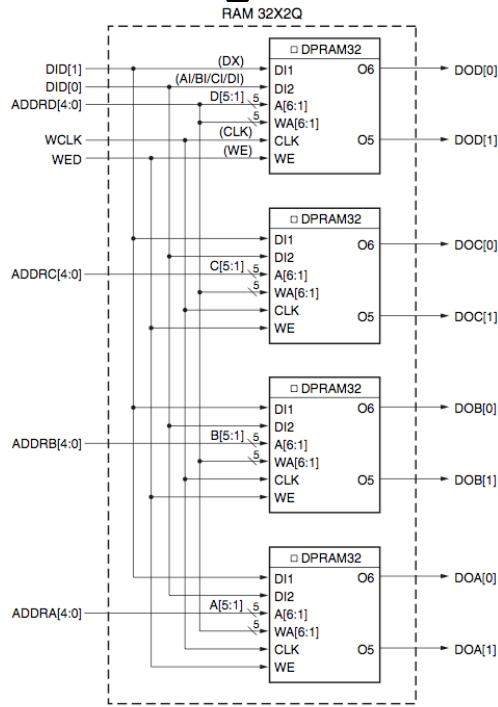 RAM 32X2Q
DPRAM32
DID[1] (DX) DI1 O6 DOD[0]
DID[0] (AI/BI/CI/DI) DI2
ADDRD[4:0] D[5:1] 5 A[6:1]
5 WA[6:1]
WCLK (CLK) CLK O5 DOD[1]
WED (WE) WE
DPRAM32
DI1 O6 DOC[0]
DI2
ADDRC[4:0] C[5:1] 5 A[6:1]
5 WA[6:1]
CLK O5 DOC[1]
WE
DPRAM32
DI1 O6 DOB[0]
DI2
ADDRB[4:0] B[5:1] 5 A[6:1]
5 WA[6:1]
CLK O5 DOB[1]
WE
DPRAM32
DI1 O6 DOA[0]
DI2
ADDRA[4:0] A[5:1] 5 A[6:1]
5 WA[6:1]
CLK O5 DOA[1]
WE